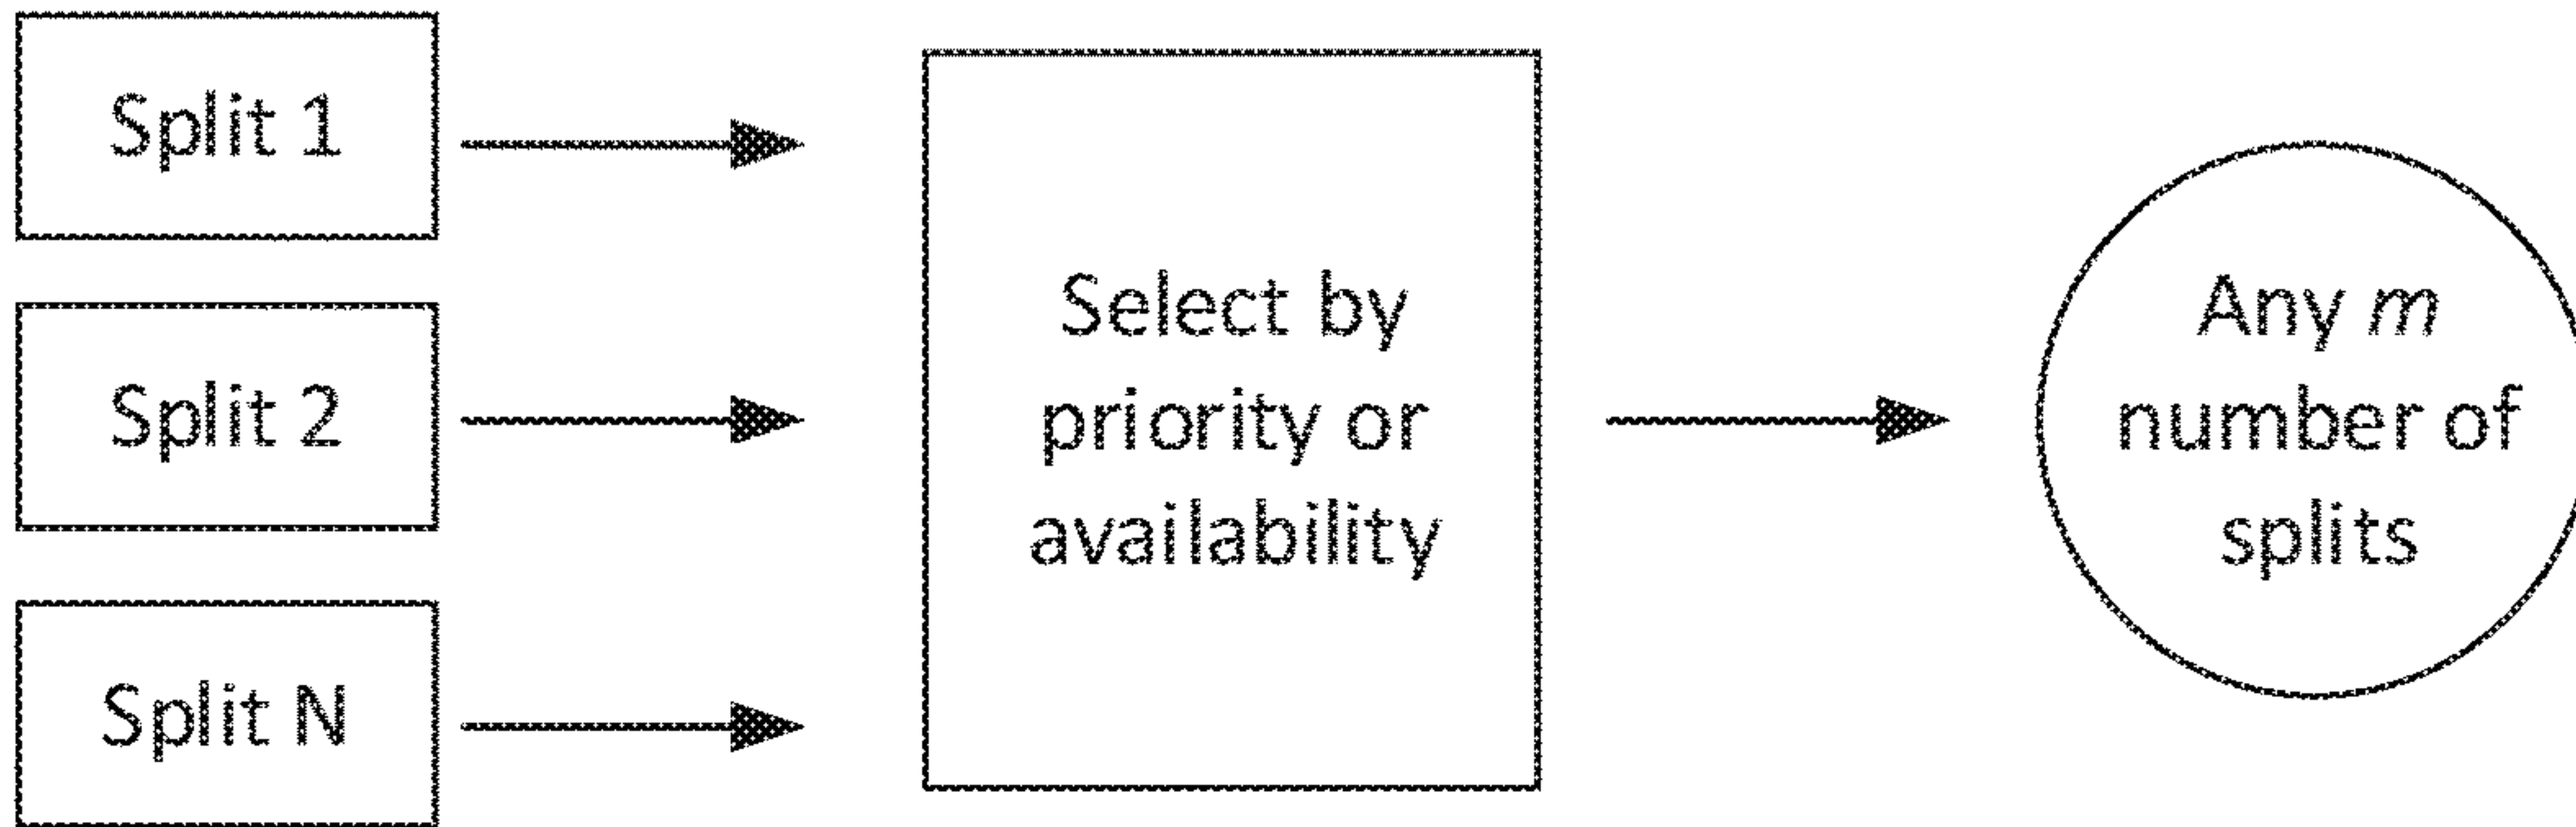 Split 1
Split 2
Split N
Select by
priority or
availability
Any m
number of
splits